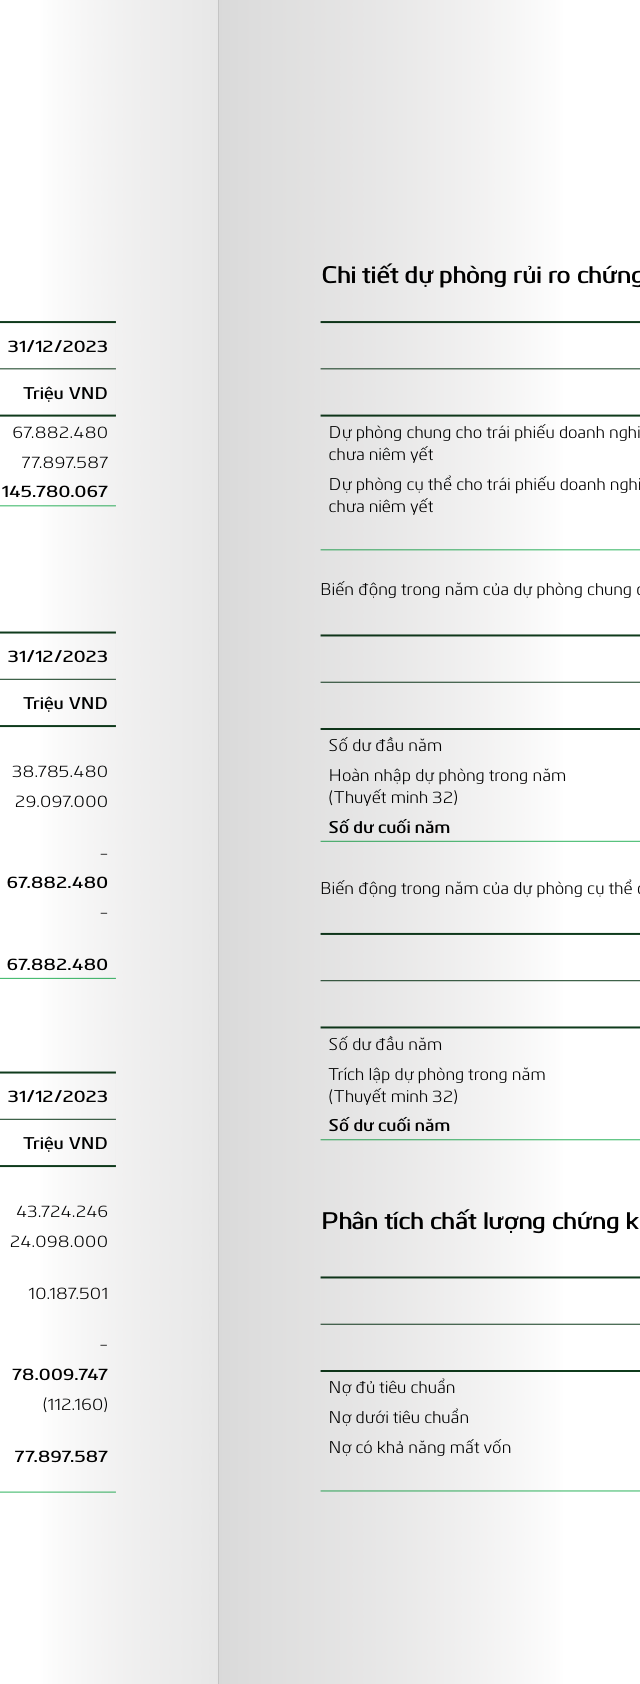 31/12/2023
Triệu VND
67.882.480
77.897.587
145.780.067
31/12/2023
Triệu VND
38.785.480
29.097.000
–
67.882.480
–
67.882.480
31/12/2023
Triệu VND
43.724.246
24.098.000
10.187.501
–
78.009.747
(112.160)
77.897.587
Chi tiết dự phòng rủi ro chứng
Dự phòng chung cho trái phiếu doanh nghi
chưa niêm yết
Dự phòng cụ thể cho trái phiếu doanh nghi
chưa niêm yết
Biến động trong năm của dự phòng chung
Số dư đầu năm
Hoàn nhập dự phòng trong năm
(Thuyết minh 32)
Số dư cuối năm
Biến động trong năm của dự phòng cụ thể
Số dư đầu năm
Trích lập dự phòng trong năm
(Thuyết minh 32)
Số dư cuối năm
Phân tích chất lượng chứng k
Nợ đủ tiêu chuẩn
Nợ dưới tiêu chuẩn
Nợ có khả năng mất vốn